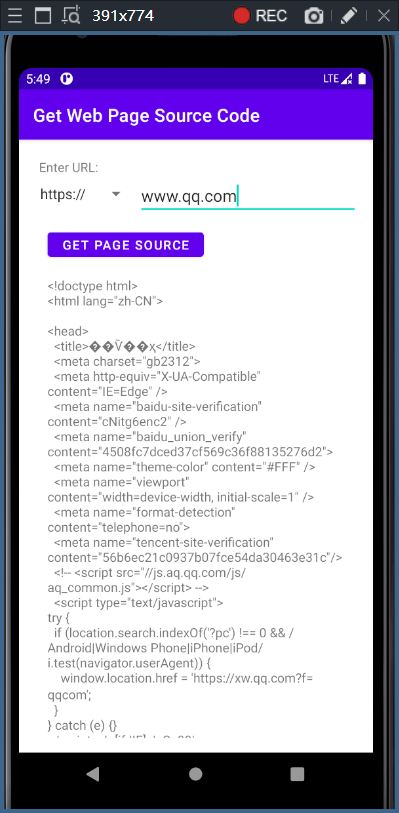 391x774
REC
5:49
LTE
Get Web Page Source Code
Enter URL:
https://
www.qq.com
GET PAGE SOURCE
<!doctype html>
<html lang="zh-CN">
<head>
<title>��Ѷ��ҳ</title>
<meta charset="gb2312">
<meta http-equiv="X-UA-Compatible"
content="IE=Edge" />
<meta name="baidu-site-verification"
content="cNitg6enc2" />
<meta name="baidu_union_verify"
content="4508fc7dced37cf569c36f88135276d2">
<meta name="theme-color" content="#FFF" />
<meta name="viewport"
content="width=device-width, initial-scale=1" />
<meta name="format-detection"
content="telephone=no">
<meta name="tencent-site-verification"
content="56b6ec21c0937b07fce54da30463e31c"/>
<!-- <script src="//js.aq.qq.com/js/
aq_common.js"></script> -->
<script type="text/javascript">
try {
if (location.search.indexOf('?pc') !== 0 && /
Android|Windows Phone|iPhone|iPod/
i.test(navigator.userAgent)) {
window.location.href = 'https://xw.qq.com?f=
qqcom';
}
} catch (e) {}